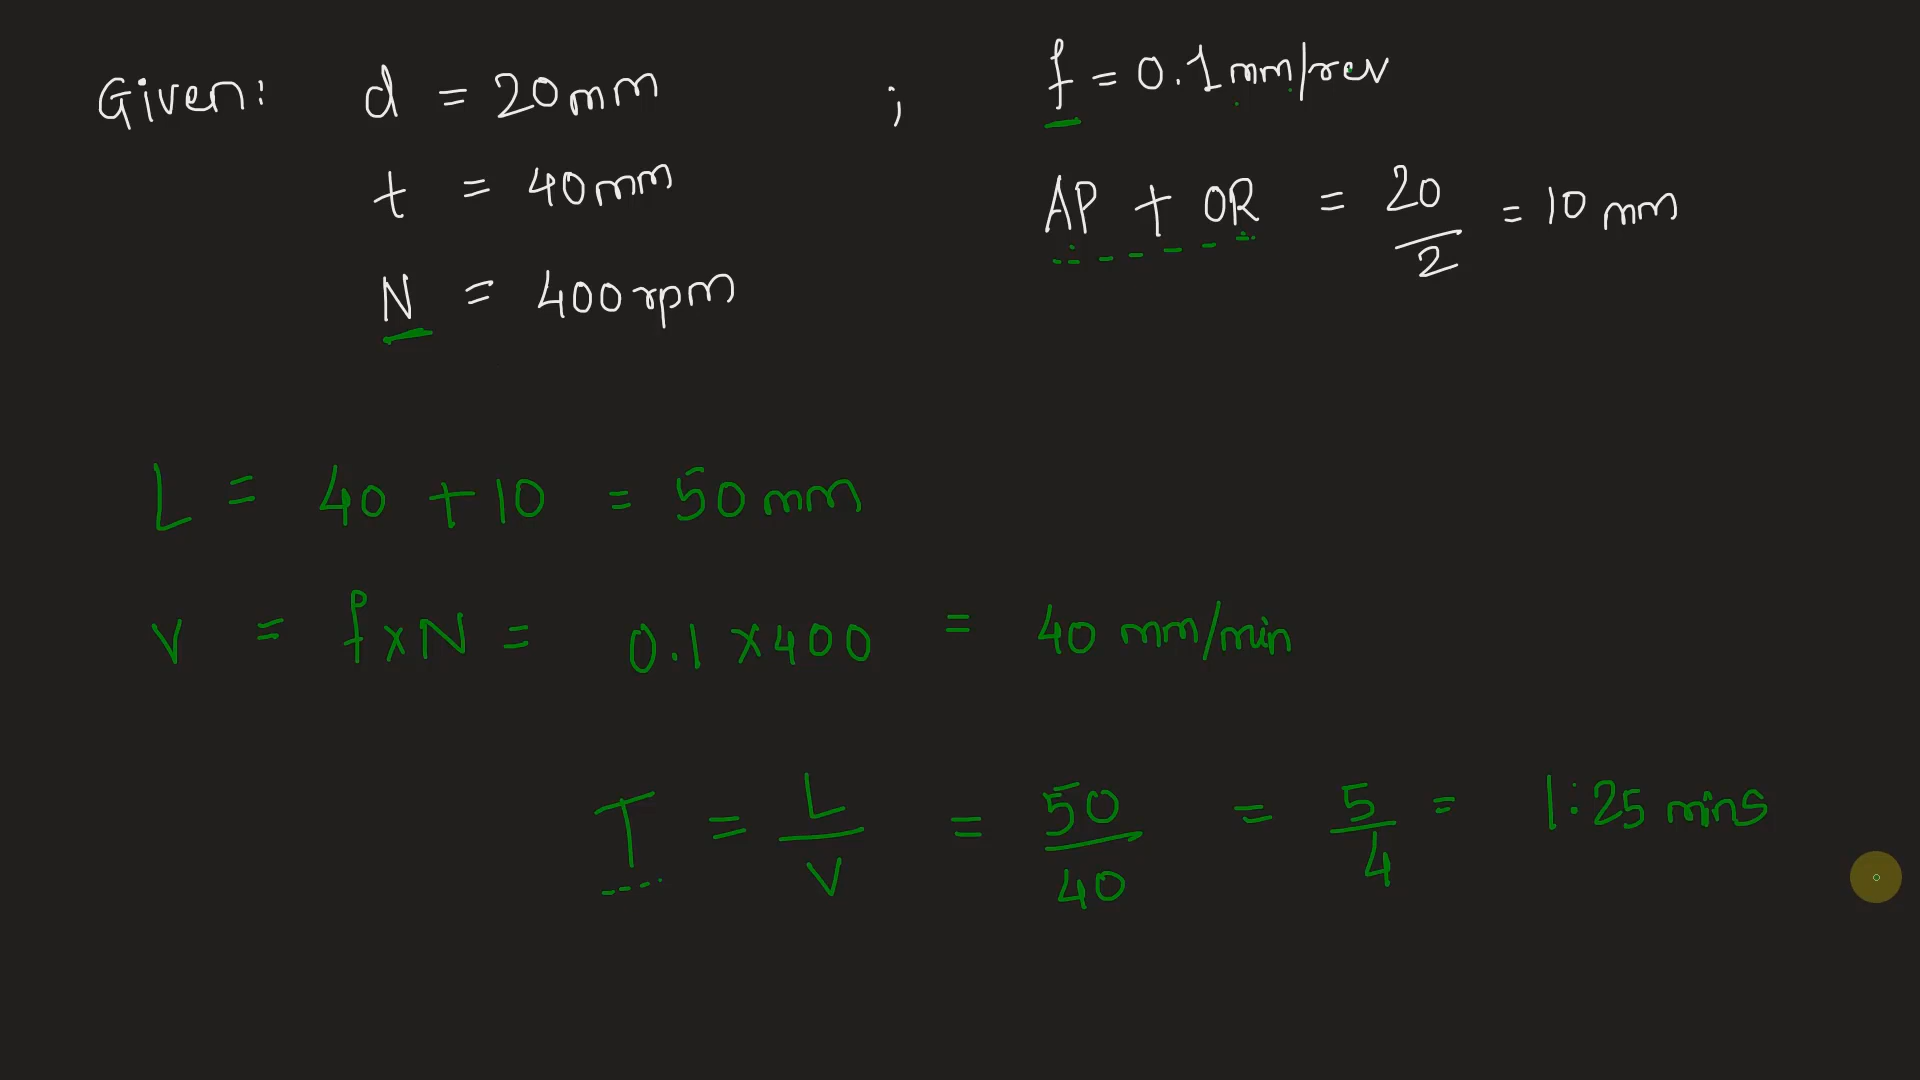 Given: d = 20mm ; f = 0.1mm/rev
t = 40mm AP + OR = 20/2 = 10 mm
N = 400rpm
L = 40 + 10 = 50mm
V = f×N = 0.1×400 = 40 mm/min
T = L/V = 50/40 = 5/4 = 1:25 mins